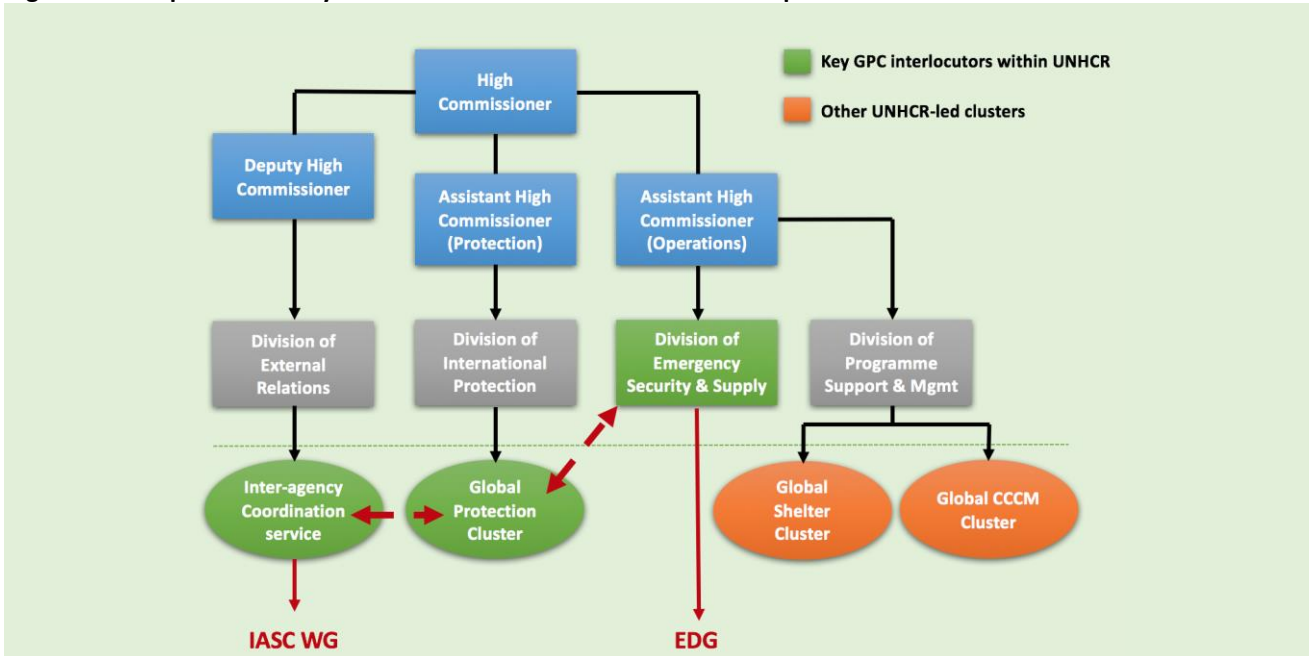 Key GPC interlocutors within UNHCR
Other UNHCR-led clusters
High
Commissioner
Deputy High
Commissioner
Assistant High
Commissioner
(Protection)
Assistant High
Commissioner
(Operations)
Division of
External
Relations
Division of
International
Protection
Division of
Emergency
Security & Supply
Division of
Programme
Support & Mgmt
Inter-agency
Coordination
service
Global
Protection
Cluster
Global
Shelter
Cluster
Global CCCM
Cluster
IASC WG
EDG